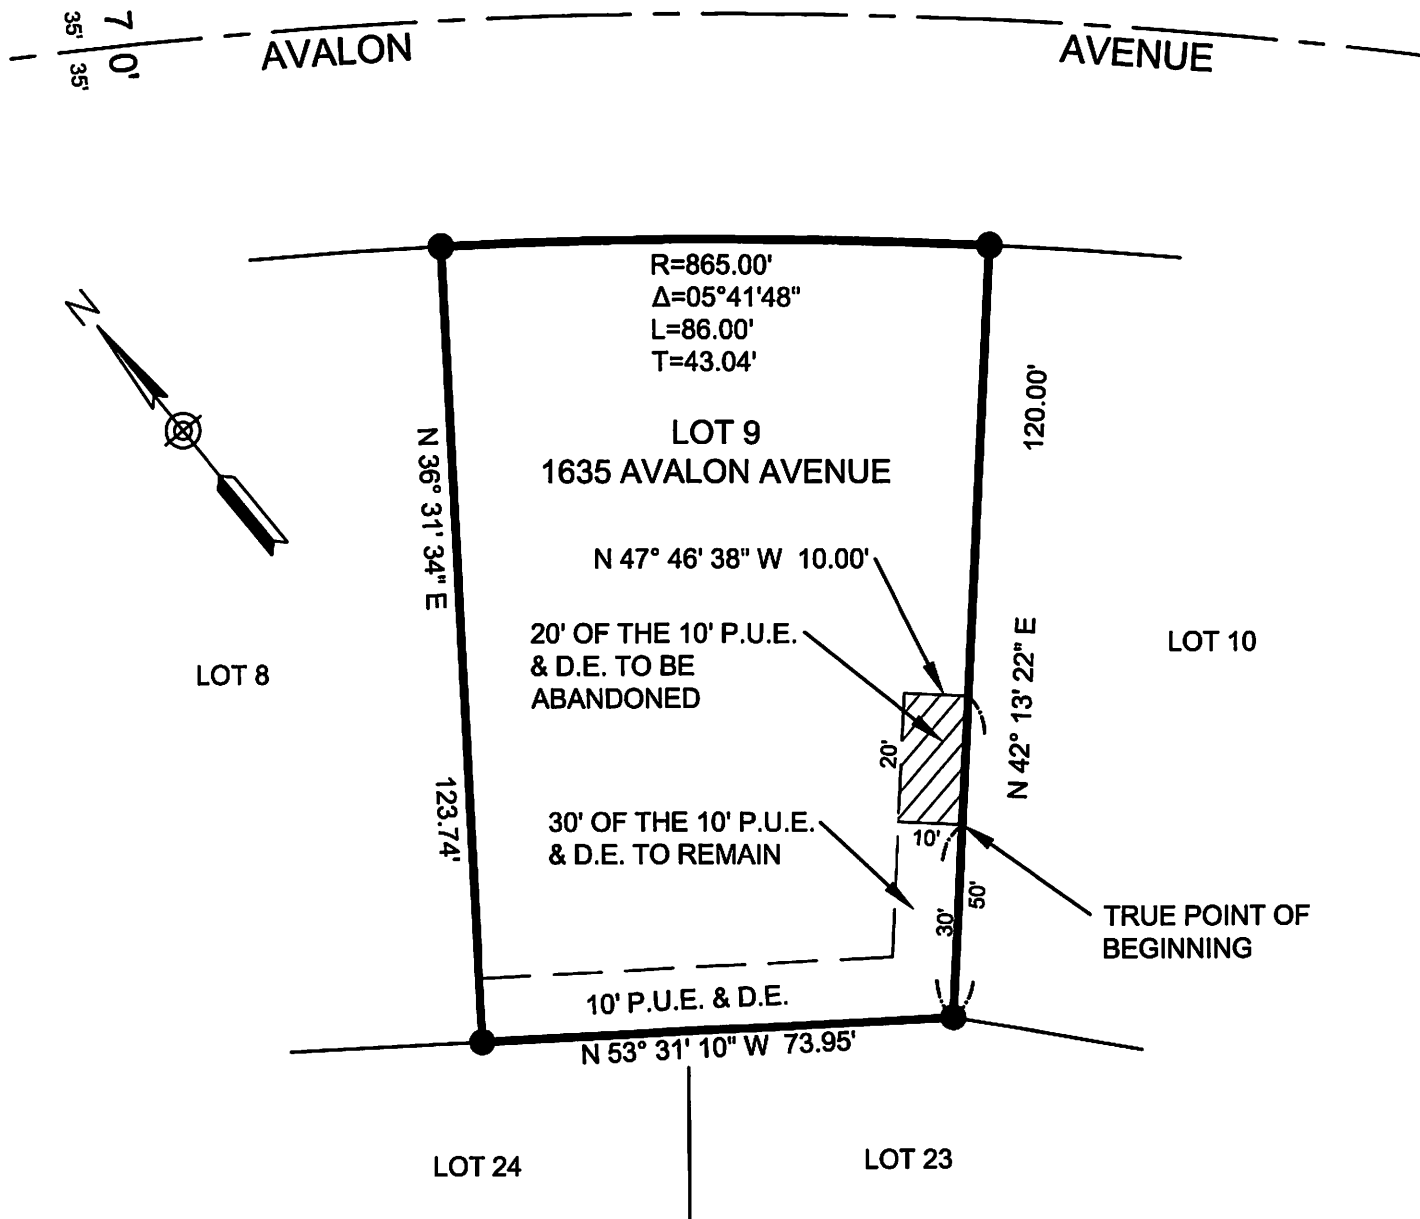 35'
35'
70'
AVALON
AVENUE
R=865.00'
Δ=05°41'48"
L=86.00'
T=43.04'
N
120.00'
LOT 9
1635 AVALON AVENUE
N 36° 31' 34" E
N 47° 46' 38" W 10.00'
20' OF THE 10' P.U.E.
& D.E. TO BE
ABANDONED
LOT 8
LOT 10
N 42° 13' 22" E
20'
123.74'
30' OF THE 10' P.U.E.
& D.E. TO REMAIN
10'
50'
30'
TRUE POINT OF
BEGINNING
10' P.U.E. & D.E.
N 53° 31' 10" W 73.95'
LOT 24
LOT 23